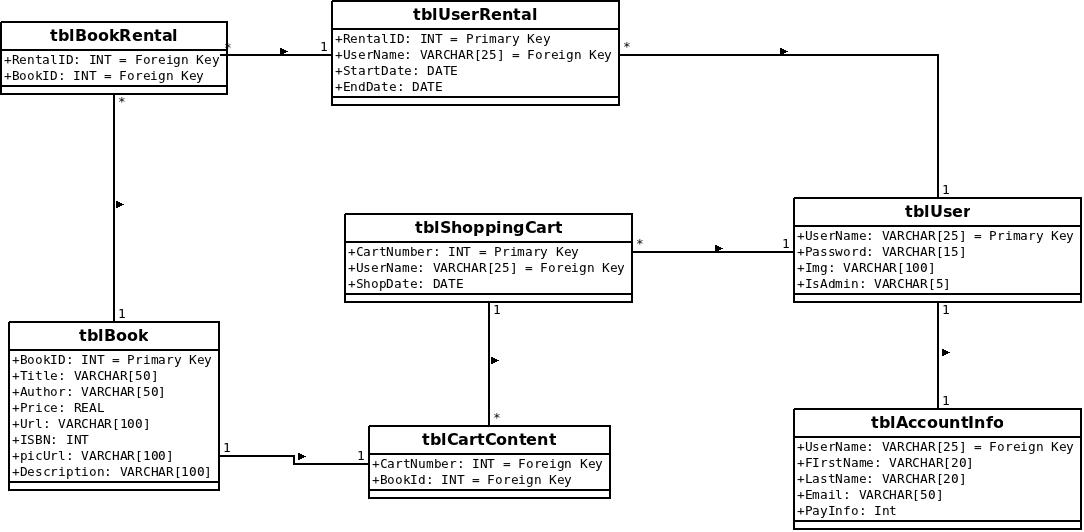 tblBookRental
+RentalID: INT = Foreign Key
+BookID: INT = Foreign Key
* 1
tblUserRental
+RentalID: INT = Primary Key
+UserName: VARCHAR[25] = Foreign Key
+StartDate: DATE
+EndDate: DATE
* 1
* 1
tblShoppingCart
+CartNumber: INT = Primary Key
+UserName: VARCHAR[25] = Foreign Key
+ShopDate: DATE
* 1
tblUser
+UserName: VARCHAR[25] = Primary Key
+Password: VARCHAR[15]
+Img: VARCHAR[100]
+IsAdmin: VARCHAR[5]
1 1
tblBook
+BookID: INT = Primary Key
+Title: VARCHAR[50]
+Author: VARCHAR[50]
+Price: REAL
+Url: VARCHAR[100]
+ISBN: INT
+picUrl: VARCHAR[100]
+Description: VARCHAR[100]
1 1
1 *
tblCartContent
+CartNumber: INT = Foreign Key
+BookId: INT = Foreign Key
tblAccountInfo
+UserName: VARCHAR[25] = Foreign Key
+FIrstName: VARCHAR[20]
+LastName: VARCHAR[20]
+Email: VARCHAR[50]
+PayInfo: Int